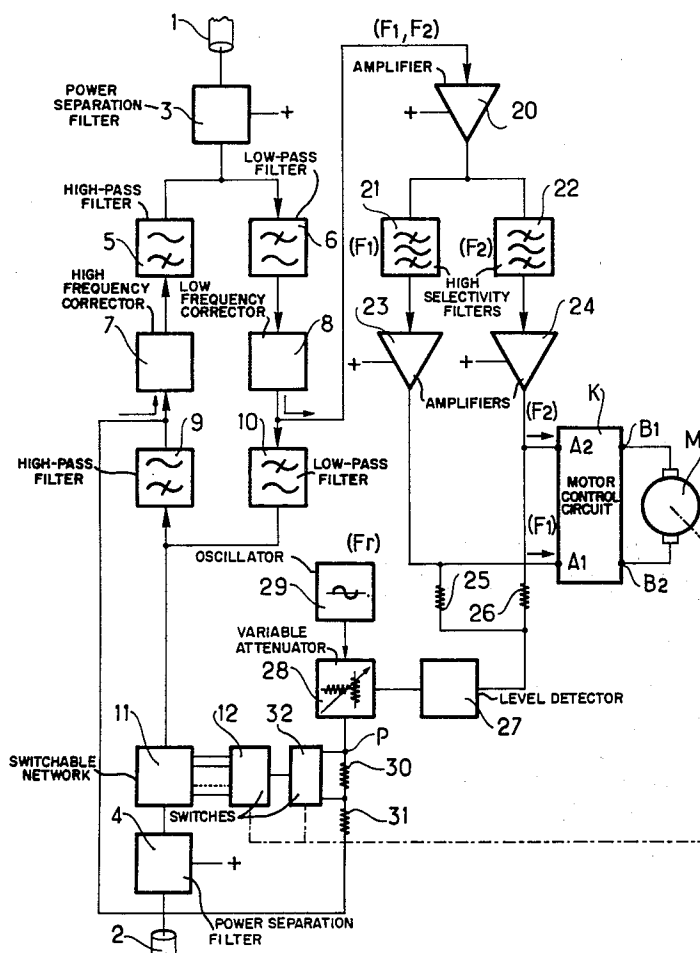 1
(F1, F2)
AMPLIFIER
20
POWER
SEPARATION
FILTER
3
+
+
LOW-PASS
FILTER
HIGH-PASS
FILTER
5
6
21
22
(F1)
(F2)
HIGH
SELECTIVITY
FILTERS
HIGH
FREQUENCY
CORRECTOR
LOW
FREQUENCY
CORRECTOR
7
8
23
24
+
+
AMPLIFIERS
9
10
HIGH-PASS
FILTER
LOW-PASS
FILTER
(F2)
K
A2
B1
M
MOTOR
CONTROL
CIRCUIT
(F1)
A1
B2
OSCILLATOR
(Fr)
29
25
26
VARIABLE
ATTENUATOR
28
27
LEVEL DETECTOR
11
12
32
P
30
SWITCHABLE
NETWORK
SWITCHES
31
4
+
POWER SEPARATION
FILTER
2